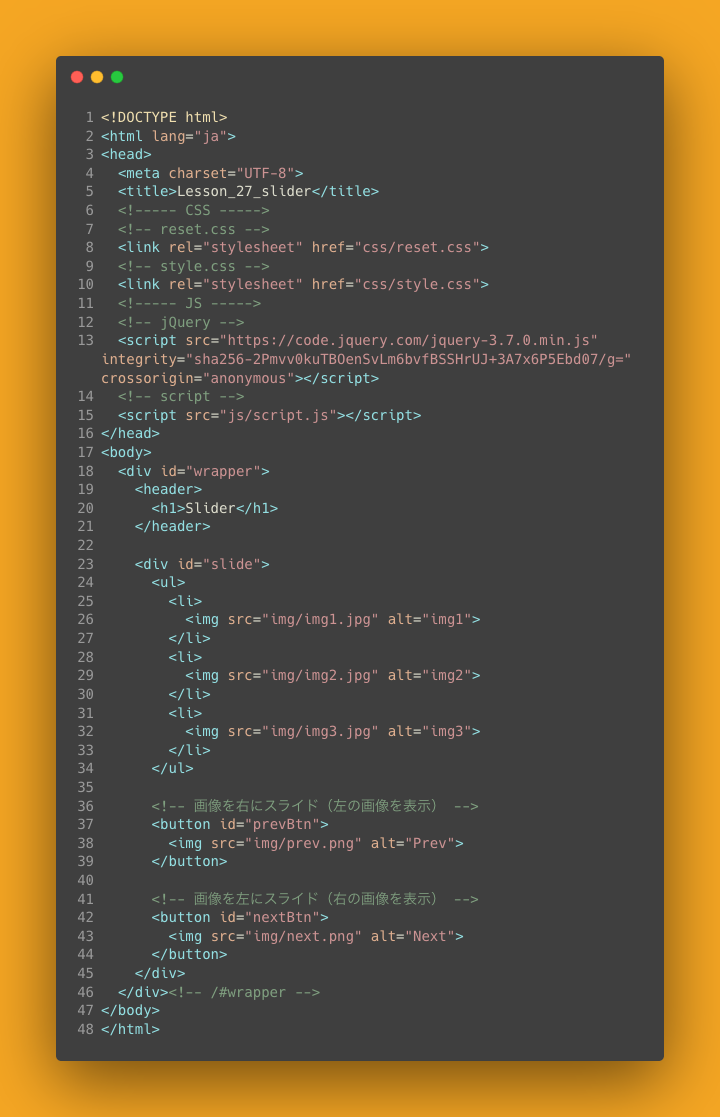 1 <!DOCTYPE html>
2 <html lang="ja">
3 <head>
4   <meta charset="UTF-8">
5   <title>Lesson_27_slider</title>
6   <!----- CSS ----->
7   <!-- reset.css -->
8   <link rel="stylesheet" href="css/reset.css">
9   <!-- style.css -->
10   <link rel="stylesheet" href="css/style.css">
11   <!----- JS ----->
12   <!-- jQuery -->
13   <script src="https://code.jquery.com/jquery-3.7.0.min.js"
integrity="sha256-2Pmvv0kuTBOenSvLm6bvfBSSHrUJ+3A7x6P5Ebd07/g="
crossorigin="anonymous"></script>
14   <!-- script -->
15   <script src="js/script.js"></script>
16 </head>
17 <body>
18   <div id="wrapper">
19     <header>
20       <h1>Slider</h1>
21     </header>
22
23     <div id="slide">
24       <ul>
25         <li>
26           <img src="img/img1.jpg" alt="img1">
27         </li>
28         <li>
29           <img src="img/img2.jpg" alt="img2">
30         </li>
31         <li>
32           <img src="img/img3.jpg" alt="img3">
33         </li>
34       </ul>
35
36       <!-- 画像を右にスライド（左の画像を表示） -->
37       <button id="prevBtn">
38         <img src="img/prev.png" alt="Prev">
39       </button>
40
41       <!-- 画像を左にスライド（右の画像を表示） -->
42       <button id="nextBtn">
43         <img src="img/next.png" alt="Next">
44       </button>
45     </div>
46   </div><!-- /#wrapper -->
47 </body>
48 </html>